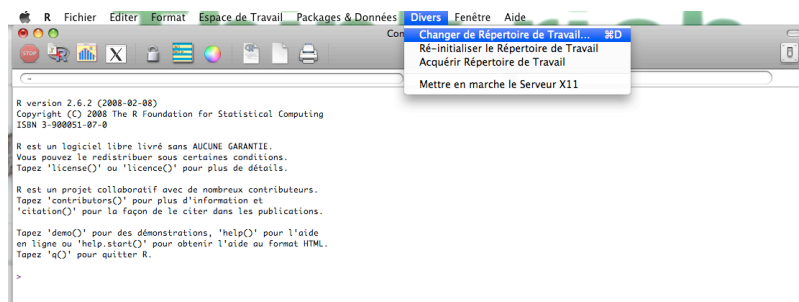 R Fichier Editer Format Espace de Travail Packages & Données Divers Fenêtre Aide
Con
Changer de Répertoire de Travail... ⌘D
Ré-initialiser le Répertoire de Travail
Acquérir Répertoire de Travail
Mettre en marche le Serveur X11
STOP R X
R version 2.6.2 (2008-02-08)
Copyright (C) 2008 The R Foundation for Statistical Computing
ISBN 3-900051-07-0
R est un logiciel libre livré sans AUCUNE GARANTIE.
Vous pouvez le redistribuer sous certaines conditions.
Tapez 'license()' ou 'licence()' pour plus de détails.
R est un projet collaboratif avec de nombreux contributeurs.
Tapez 'contributors()' pour plus d'information et
'citation()' pour la façon de le citer dans les publications.
Tapez 'demo()' pour des démonstrations, 'help()' pour l'aide
en ligne ou 'help.start()' pour obtenir l'aide au format HTML.
Tapez 'q()' pour quitter R.
>